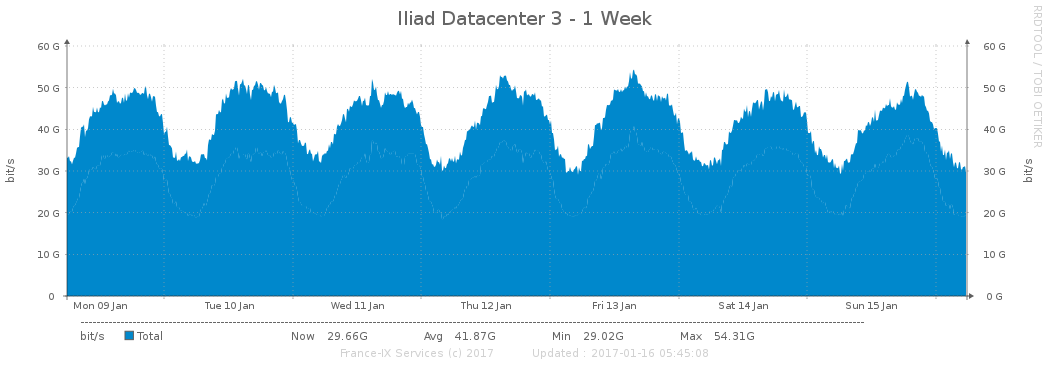 Iliad Datacenter 3 - 1 Week
RRDTOOL / TOBI OETIKER
60 G 60 G
50 G 50 G
40 G 40 G
30 G 30 G
20 G 20 G
10 G 10 G
0 0 G
bit/s bit/s
Mon 09 Jan Tue 10 Jan Wed 11 Jan Thu 12 Jan Fri 13 Jan Sat 14 Jan Sun 15 Jan
bit/s Total Now 29.66G Avg 41.87G Min 29.02G Max 54.31G
France-IX Services (c) 2017 Updated : 2017-01-16 05:45:08